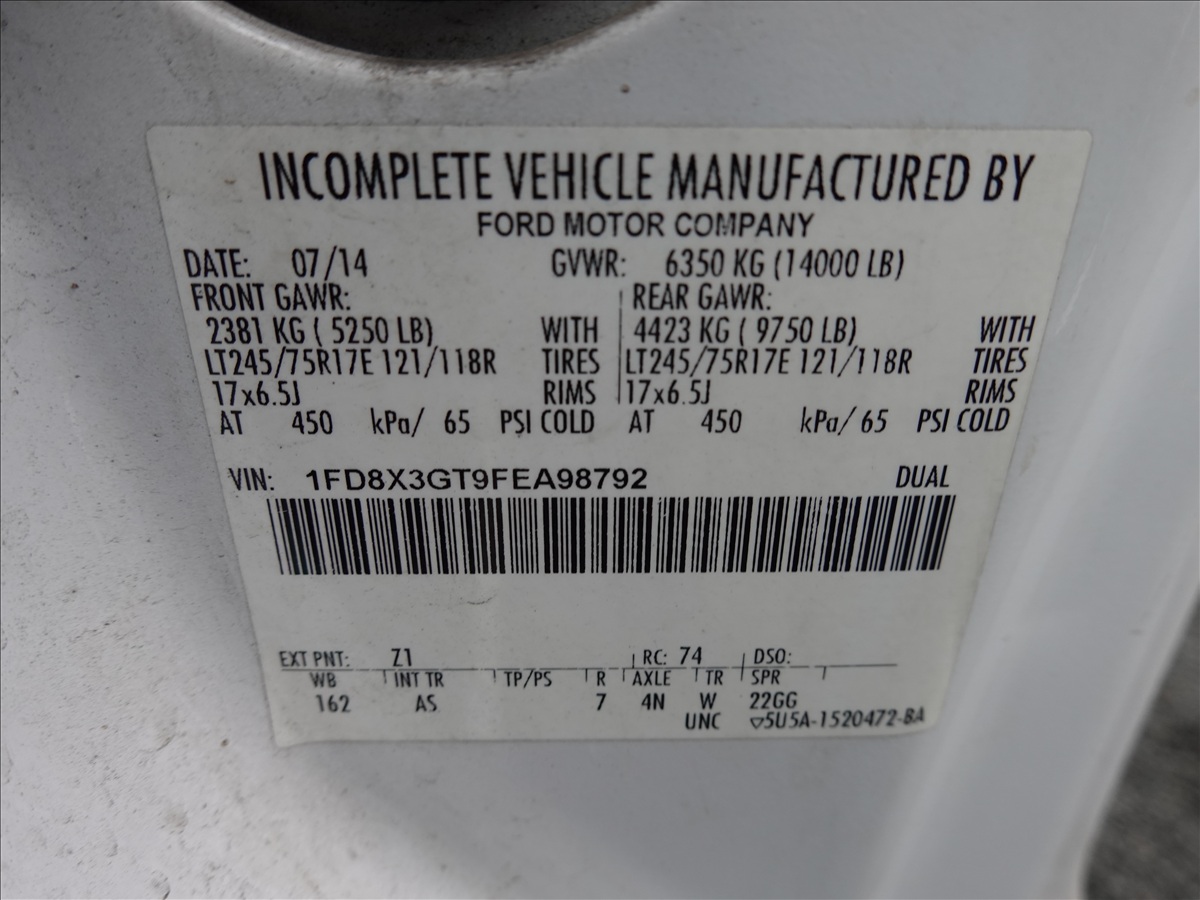 INCOMPLETE VEHICLE MANUFACTURED BY
FORD MOTOR COMPANY
DATE: 07/14 GVWR: 6350 KG (14000 LB)
FRONT GAWR: REAR GAWR:
2381 KG ( 5250 LB) WITH 4423 KG ( 9750 LB) WITH
LT245/75R17E 121/118R TIRES LT245/75R17E 121/118R TIRES
17x6.5J RIMS 17x6.5J RIMS
AT 450 kPa/ 65 PSI COLD AT 450 kPa/ 65 PSI COLD
VIN: 1FD8X3GT9FEA98792 DUAL
EXT PNT: Z1 RC: 74 DSO:
WB INT TR TP/PS R AXLE TR SPR
162 AS 7 4N W 22GG
UNC ▽5U5A-1520472-BA